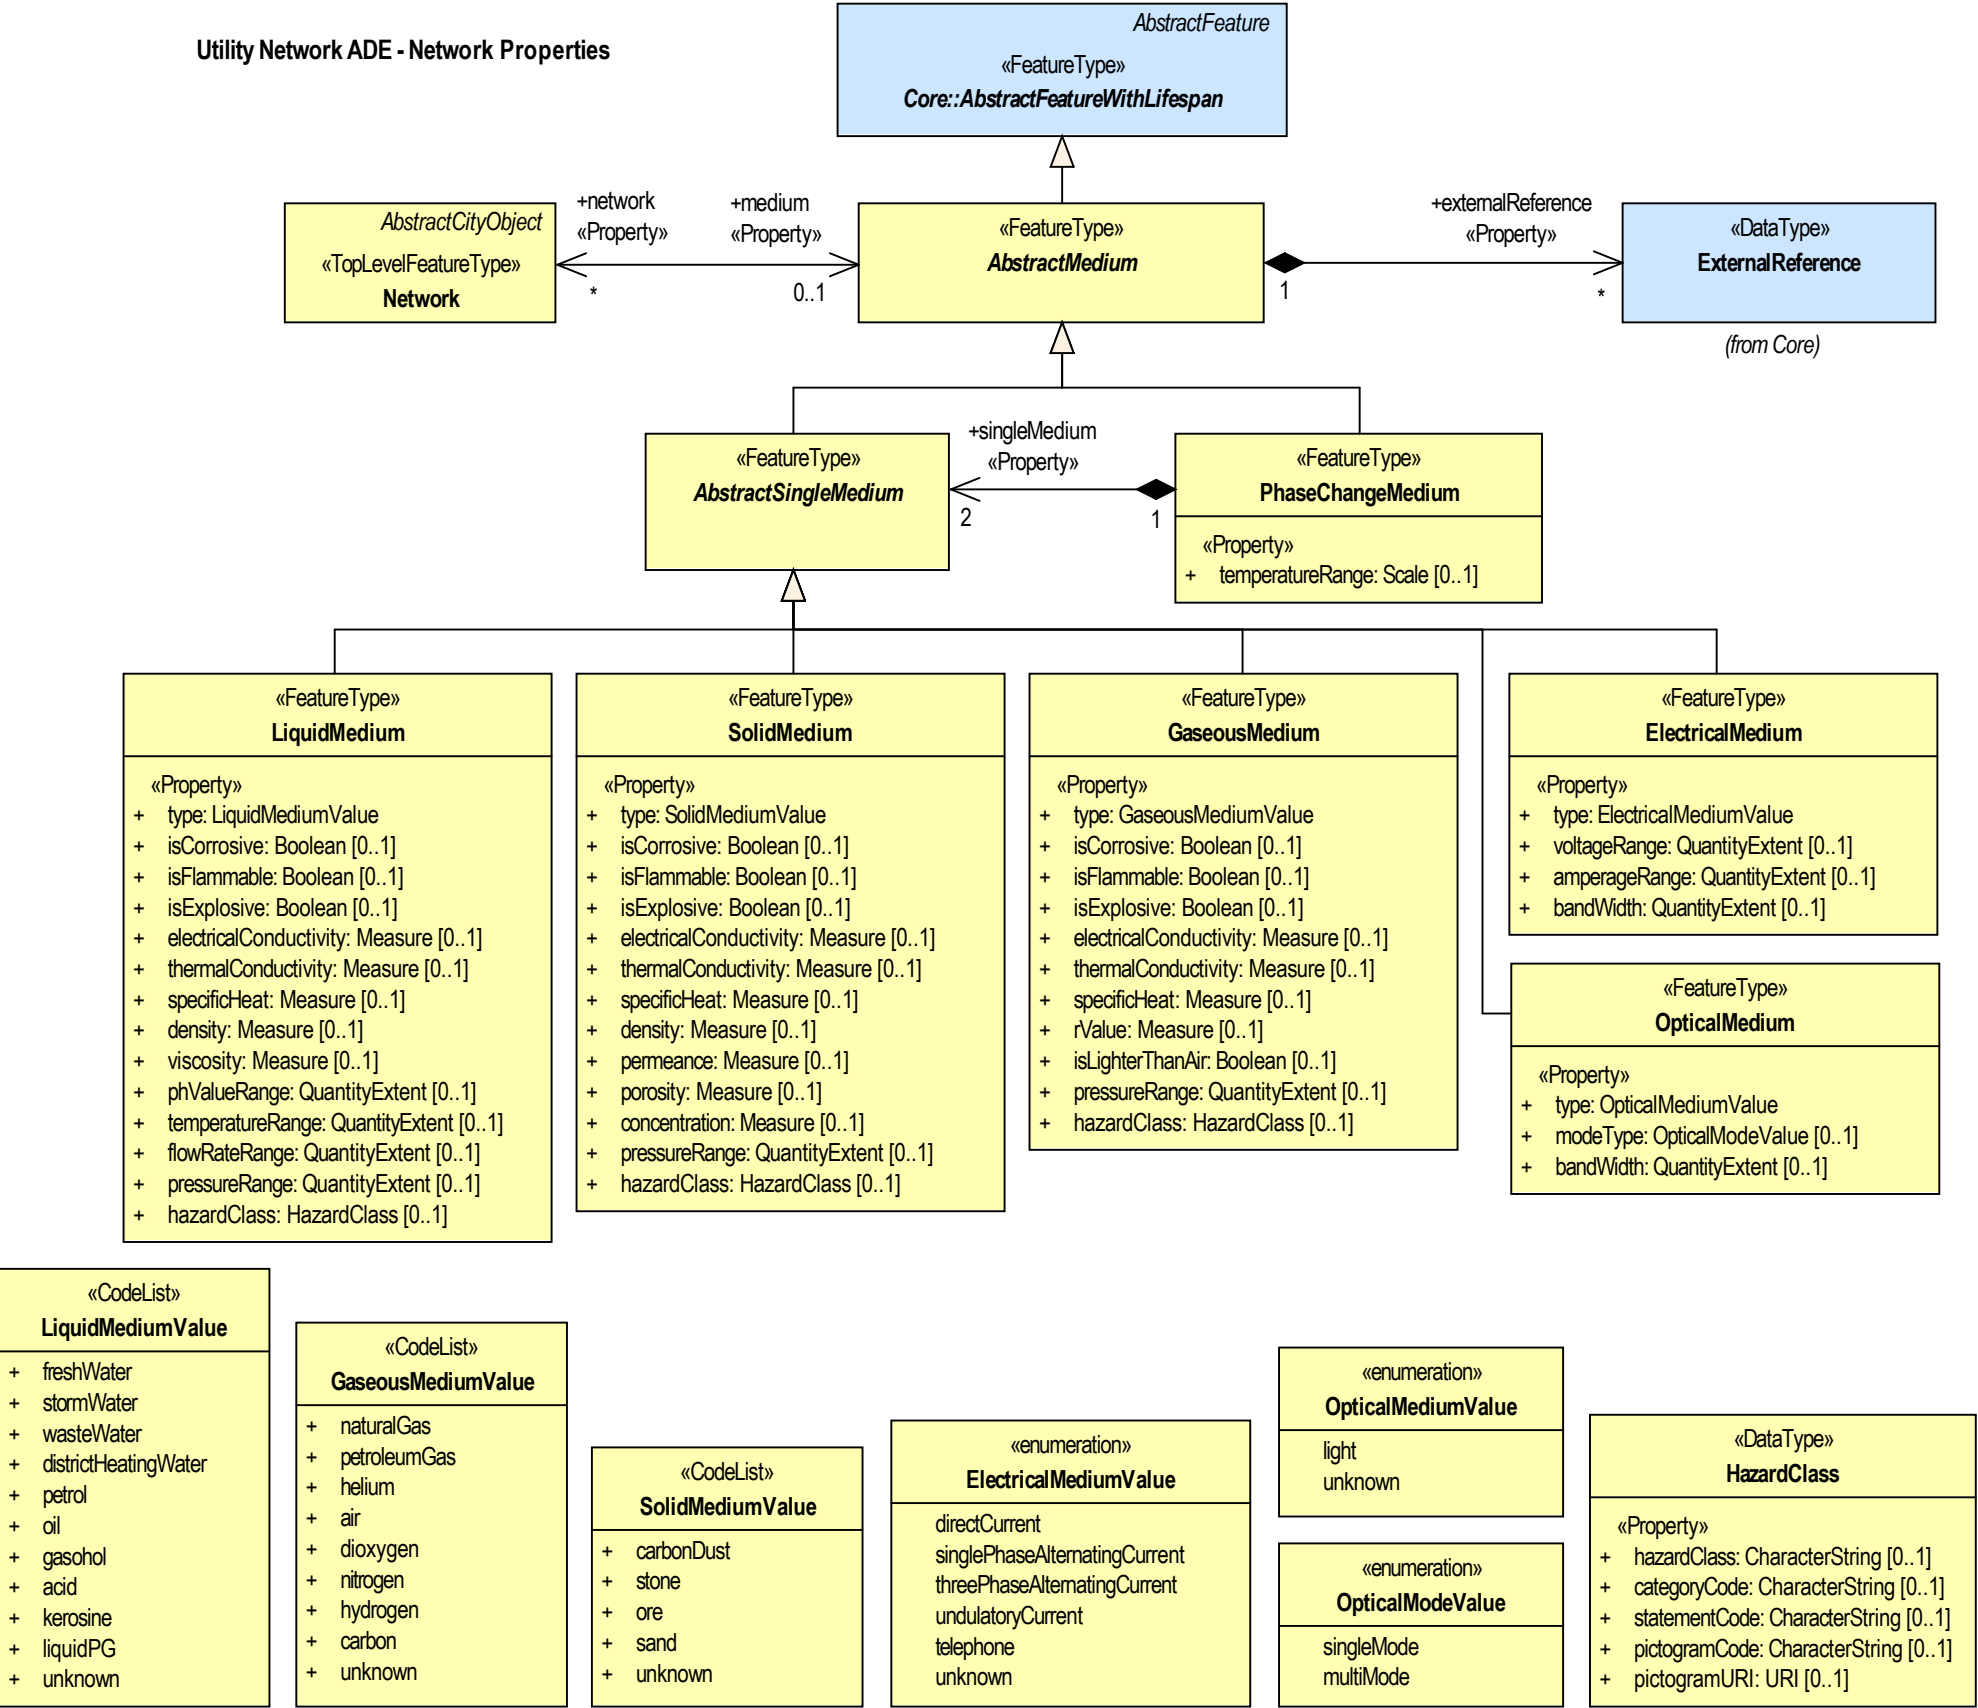 Utility Network ADE - Network Properties
AbstractFeature
«FeatureType»
Core::AbstractFeatureWithLifespan
AbstractCityObject
«TopLevelFeatureType»
Network
+network
«Property»
*
+medium
«Property»
0..1
«FeatureType»
AbstractMedium
+externalReference
«Property»
1
*
«DataType»
ExternalReference
(from Core)
«FeatureType»
AbstractSingleMedium
+singleMedium
«Property»
2
1
«FeatureType»
PhaseChangeMedium
«Property»
+ temperatureRange: Scale [0..1]
«FeatureType»
LiquidMedium
«Property»
+ type: LiquidMediumValue
+ isCorrosive: Boolean [0..1]
+ isFlammable: Boolean [0..1]
+ isExplosive: Boolean [0..1]
+ electricalConductivity: Measure [0..1]
+ thermalConductivity: Measure [0..1]
+ specificHeat: Measure [0..1]
+ density: Measure [0..1]
+ viscosity: Measure [0..1]
+ phValueRange: QuantityExtent [0..1]
+ temperatureRange: QuantityExtent [0..1]
+ flowRateRange: QuantityExtent [0..1]
+ pressureRange: QuantityExtent [0..1]
+ hazardClass: HazardClass [0..1]
«FeatureType»
SolidMedium
«Property»
+ type: SolidMediumValue
+ isCorrosive: Boolean [0..1]
+ isFlammable: Boolean [0..1]
+ isExplosive: Boolean [0..1]
+ electricalConductivity: Measure [0..1]
+ thermalConductivity: Measure [0..1]
+ specificHeat: Measure [0..1]
+ density: Measure [0..1]
+ permeance: Measure [0..1]
+ porosity: Measure [0..1]
+ concentration: Measure [0..1]
+ pressureRange: QuantityExtent [0..1]
+ hazardClass: HazardClass [0..1]
«FeatureType»
GaseousMedium
«Property»
+ type: GaseousMediumValue
+ isCorrosive: Boolean [0..1]
+ isFlammable: Boolean [0..1]
+ isExplosive: Boolean [0..1]
+ electricalConductivity: Measure [0..1]
+ thermalConductivity: Measure [0..1]
+ specificHeat: Measure [0..1]
+ rValue: Measure [0..1]
+ isLighterThanAir: Boolean [0..1]
+ pressureRange: QuantityExtent [0..1]
+ hazardClass: HazardClass [0..1]
«FeatureType»
ElectricalMedium
«Property»
+ type: ElectricalMediumValue
+ voltageRange: QuantityExtent [0..1]
+ amperageRange: QuantityExtent [0..1]
+ bandWidth: QuantityExtent [0..1]
«FeatureType»
OpticalMedium
«Property»
+ type: OpticalMediumValue
+ modeType: OpticalModeValue [0..1]
+ bandWidth: QuantityExtent [0..1]
«CodeList»
LiquidMediumValue
+ freshWater
+ stormWater
+ wasteWater
+ districtHeatingWater
+ petrol
+ oil
+ gasohol
+ acid
+ kerosine
+ liquidPG
+ unknown
«CodeList»
GaseousMediumValue
+ naturalGas
+ petroleumGas
+ helium
+ air
+ dioxygen
+ nitrogen
+ hydrogen
+ carbon
+ unknown
«CodeList»
SolidMediumValue
+ carbonDust
+ stone
+ ore
+ sand
+ unknown
«enumeration»
ElectricalMediumValue
directCurrent
singlePhaseAlternatingCurrent
threePhaseAlternatingCurrent
undulatoryCurrent
telephone
unknown
«enumeration»
OpticalMediumValue
light
unknown
«enumeration»
OpticalModeValue
singleMode
multiMode
«DataType»
HazardClass
«Property»
+ hazardClass: CharacterString [0..1]
+ categoryCode: CharacterString [0..1]
+ statementCode: CharacterString [0..1]
+ pictogramCode: CharacterString [0..1]
+ pictogramURI: URI [0..1]